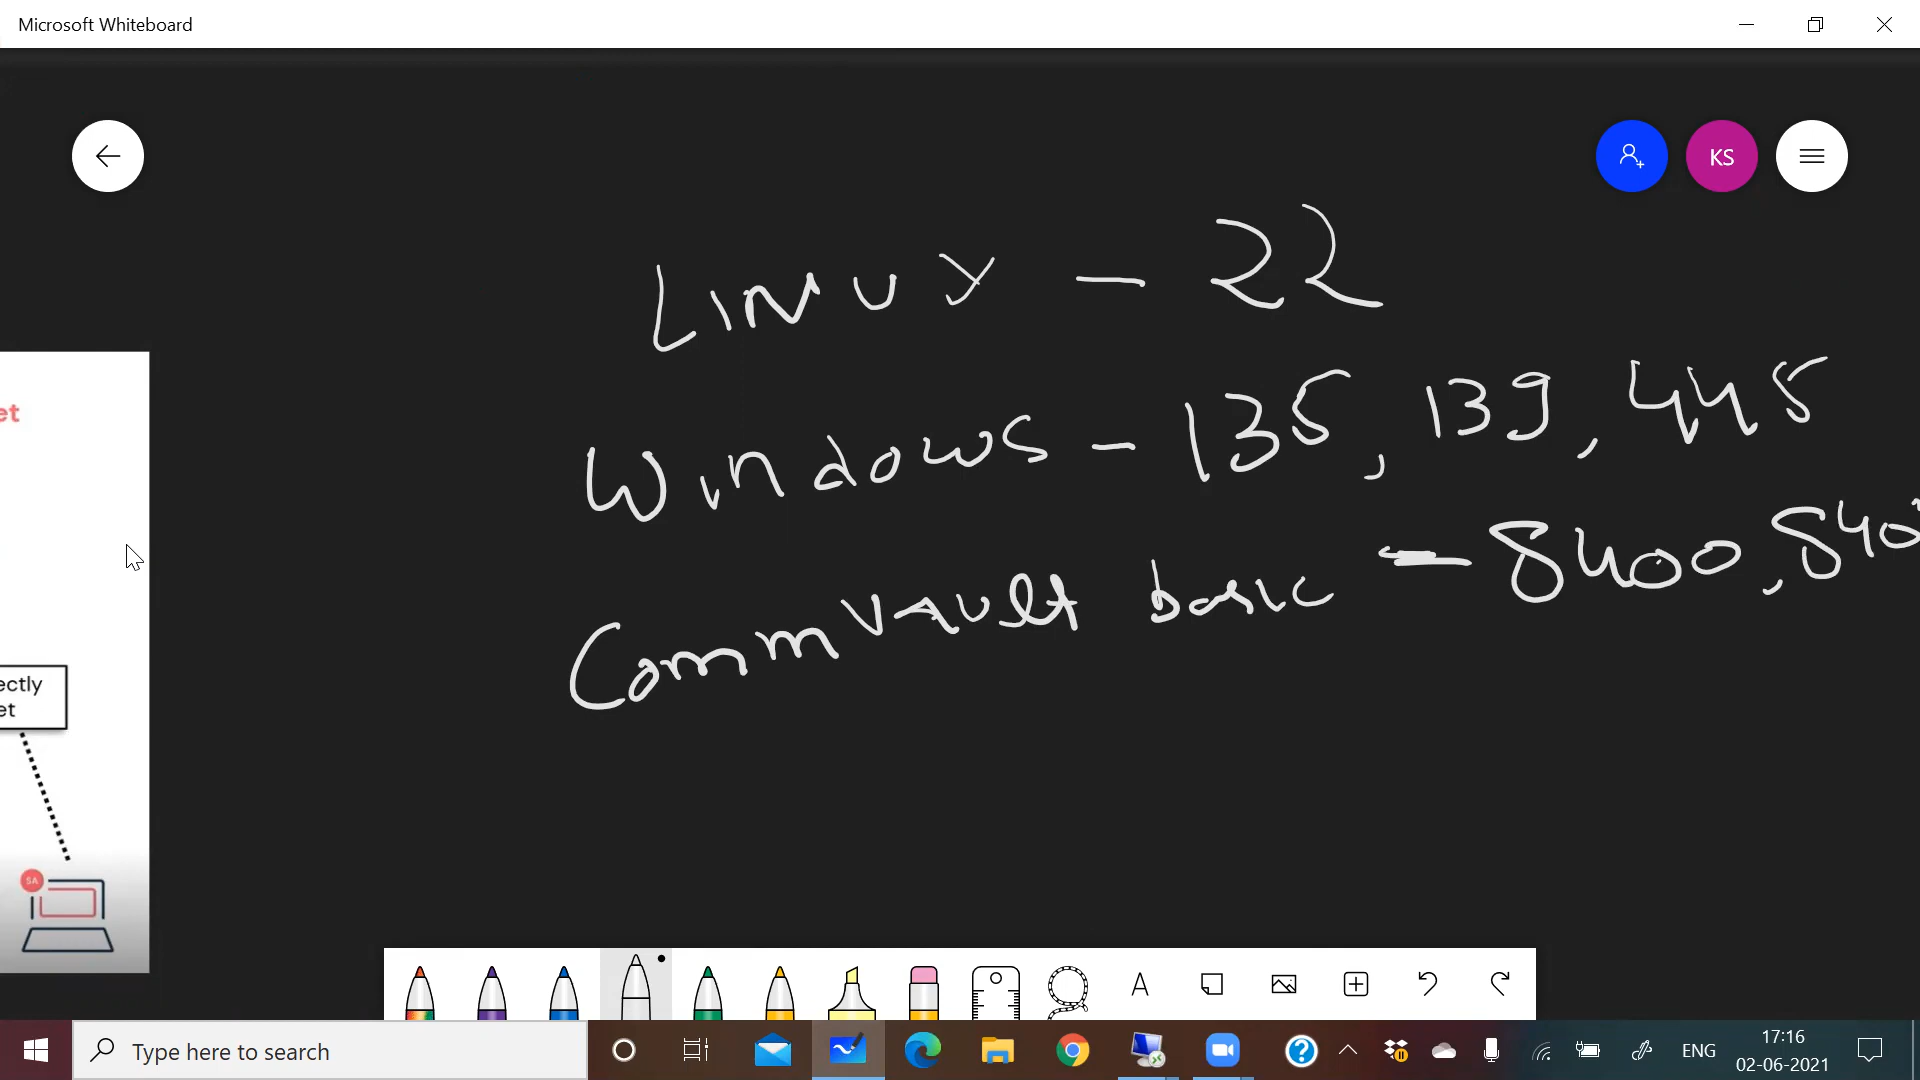 Microsoft Whiteboard
KS
Linux - 22
Windows - 135, 139, 445
Commvault basic - 8400, 840
et
ectly
et
SA
A
Type here to search
ENG
17:16
02-06-2021